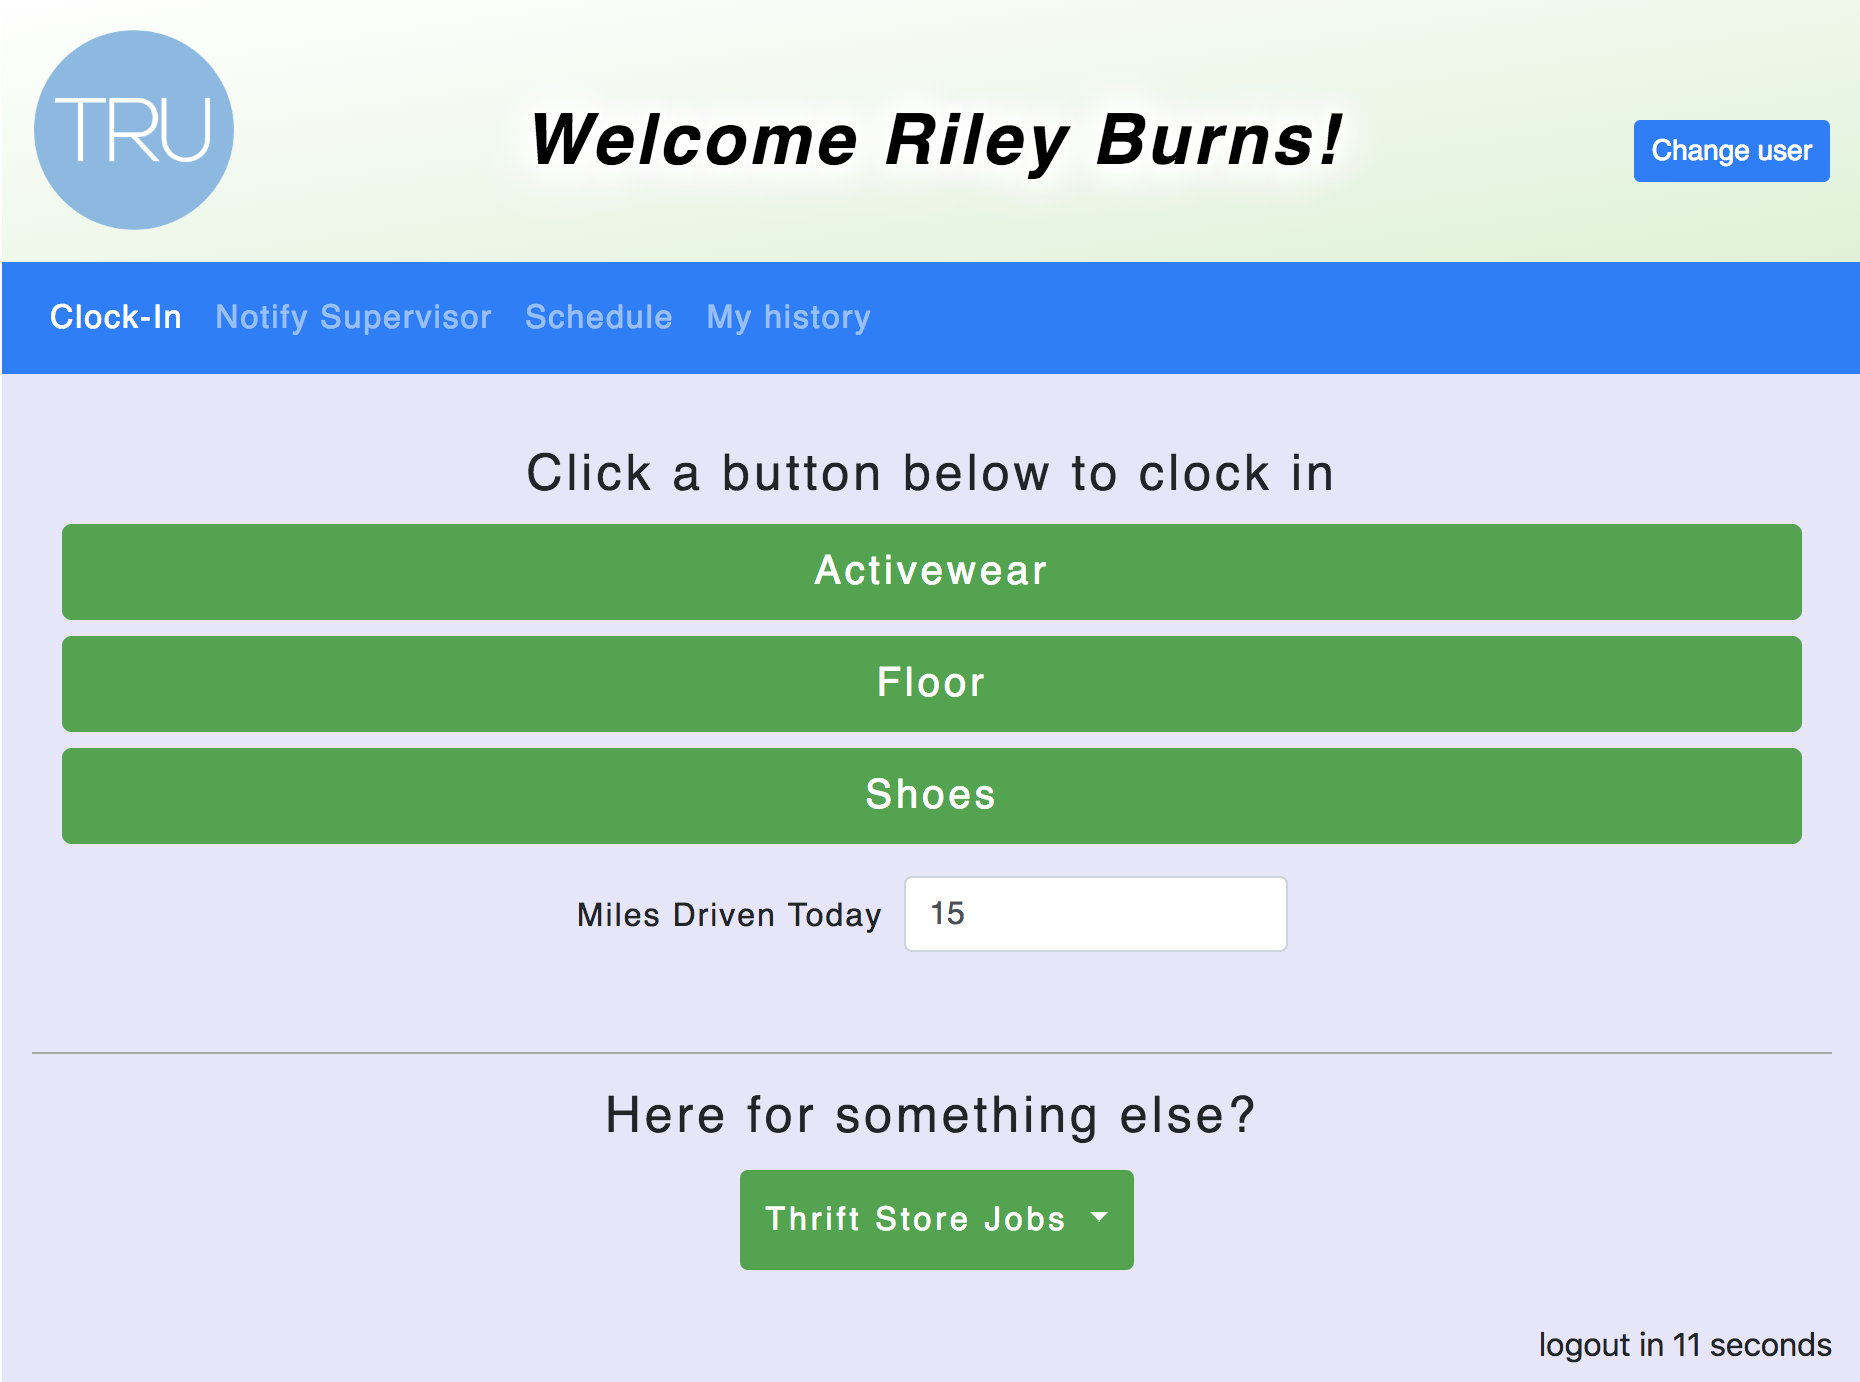 TRU
Welcome Riley Burns!
Change user
Clock-In Notify Supervisor Schedule My history
Click a button below to clock in
Activewear
Floor
Shoes
Miles Driven Today 15
Here for something else?
Thrift Store Jobs
logout in 11 seconds